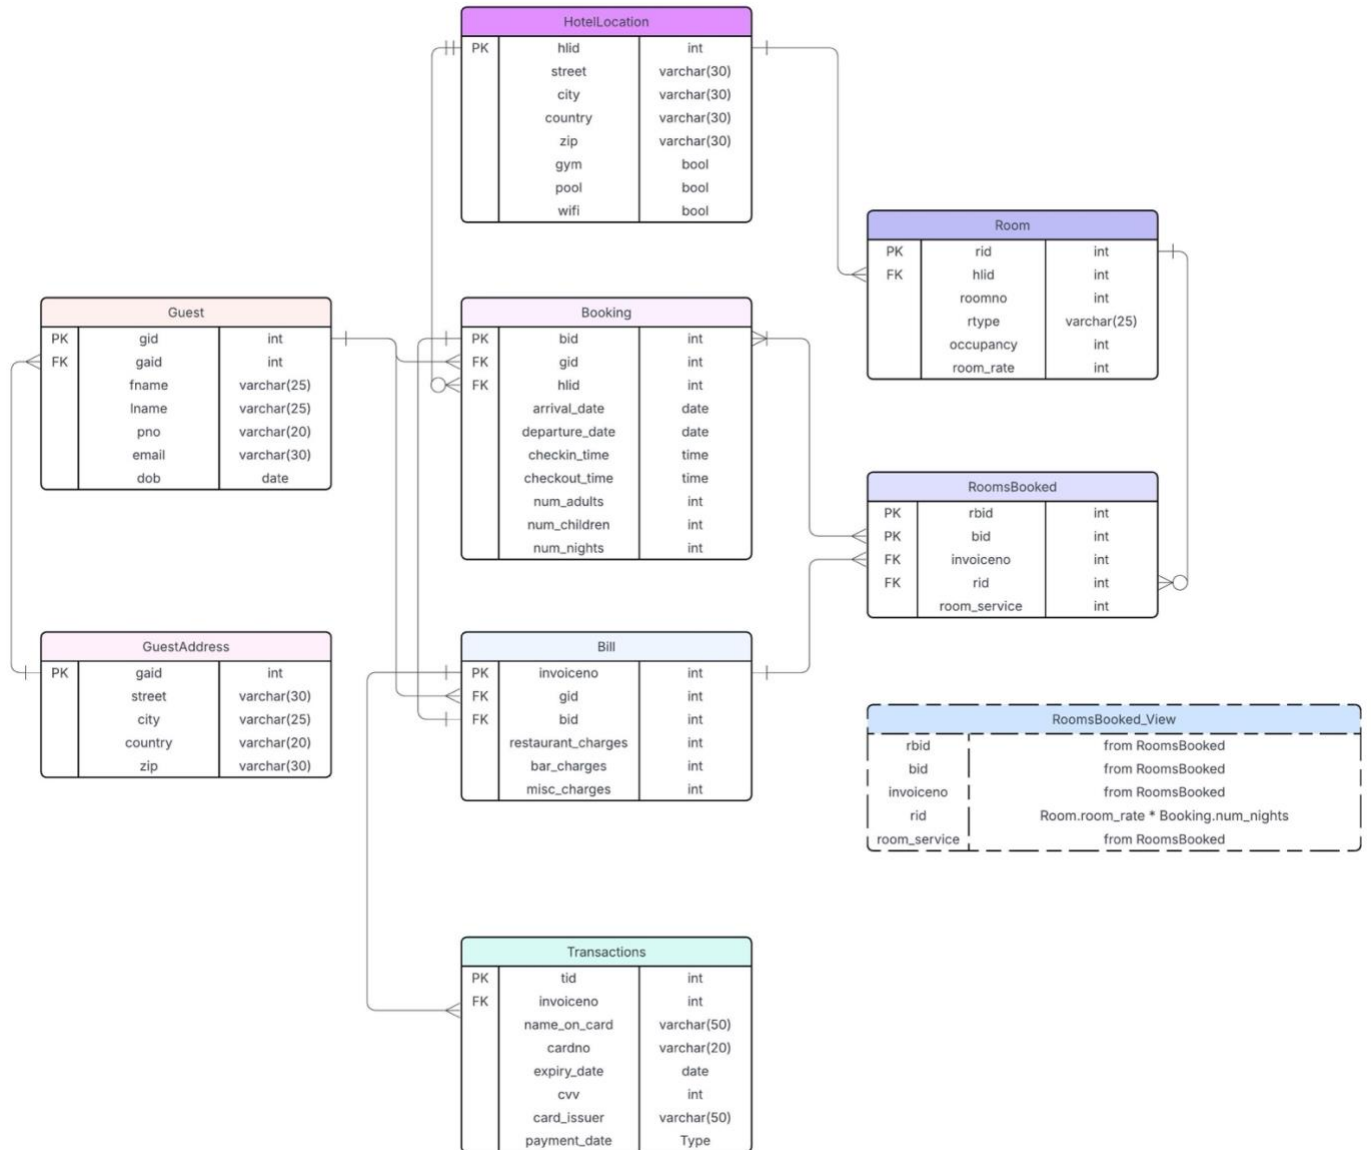 HotelLocation
PK hlid int
street varchar(30)
city varchar(30)
country varchar(30)
zip varchar(30)
gym bool
pool bool
wifi bool
Room
PK rid int
FK hlid int
roomno int
rtype varchar(25)
occupancy int
room_rate int
Guest
PK gid int
FK gaid int
fname varchar(25)
lname varchar(25)
pno varchar(20)
email varchar(30)
dob date
Booking
PK bid int
FK gid int
FK hlid int
arrival_date date
departure_date date
checkin_time time
checkout_time time
num_adults int
num_children int
num_nights int
RoomsBooked
PK rbid int
PK bid int
FK invoiceno int
FK rid int
room_service int
GuestAddress
PK gaid int
street varchar(30)
city varchar(25)
country varchar(20)
zip varchar(30)
Bill
PK invoiceno int
FK gid int
FK bid int
restaurant_charges int
bar_charges int
misc_charges int
RoomsBooked_View
rbid from RoomsBooked
bid from RoomsBooked
invoiceno from RoomsBooked
rid Room.room_rate * Booking.num_nights
room_service from RoomsBooked
Transactions
PK tid int
FK invoiceno int
name_on_card varchar(50)
cardno varchar(20)
expiry_date date
cvv int
card_issuer varchar(50)
payment_date Type